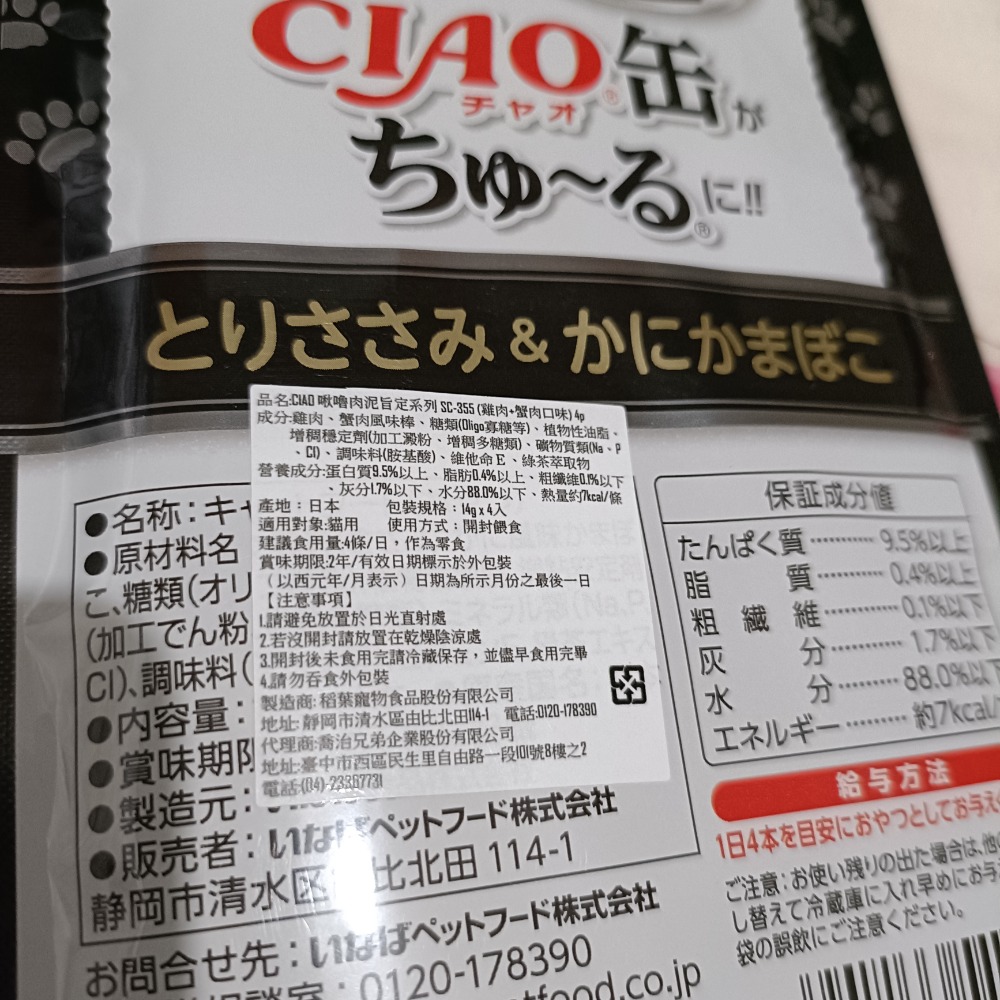 CIAO® 缶が
チャオ
ちゅ～る®に!!
とりささみ & かにかまぼこ
品名:CIAO 啾嚕肉泥旨定系列 SC-355 (雞肉+蟹肉口味) 4p
成分:雞肉、蟹肉風味棒、糖類(Oligo寡糖等)、植物性油脂、
增稠穩定劑(加工澱粉、增稠多糖類)、礦物質類(Na、P
、Cl)、調味料(胺基酸)、維他命E、綠茶萃取物
營養成分:蛋白質9.5%以上、脂肪0.4%以上、粗纖維0.1%以下
、灰分1.7%以下、水分88.0%以下、熱量約7kcal/條
產地：日本 包裝規格：14g x 4入
適用對象:貓用 使用方式：開封餵食
建議食用量:4條/日，作為零食
賞味期限:2年/有效日期標示於外包裝
（以西元年/月表示）日期為所示月份之最後一日
【注意事項】
1.請避免放置於日光直射處
2.若沒開封請放置在乾燥陰涼處
3.開封後未食用完請冷藏保存，並儘早食用完畢
4.請勿吞食外包裝
製造商:稻葉寵物食品股份有限公司
地址:靜岡市清水區由比北田114-1 電話:0120-178390
代理商:喬治兄弟企業股份有限公司
地址:臺中市西區民生里自由路一段101號8樓之2
電話:(04)-23387731
●名称：キャ
●原材料名
こ、糖類(オリ
(加工でん粉
Cl)、調味料(
●内容量：
●賞味期限
●製造元：
●販売者：いなばペットフード株式会社
静岡市清水区 比北田 114-1
お問合せ先：いなばペットフード株式会社
相談室：0120-178390
tfood.co.jp
保証成分値
たんぱく質 9.5%以上
脂質 0.4%以上
粗繊維 0.1%以下
灰分 1.7%以下
水分 88.0%以下
エネルギー 約7kcal/
給与方法
1日4本を目安におやつとしてお与え
ご注意：お使い残りの出た場合は、他
し替えて冷蔵庫に入れ早めにお与
袋の誤飲にご注意ください。